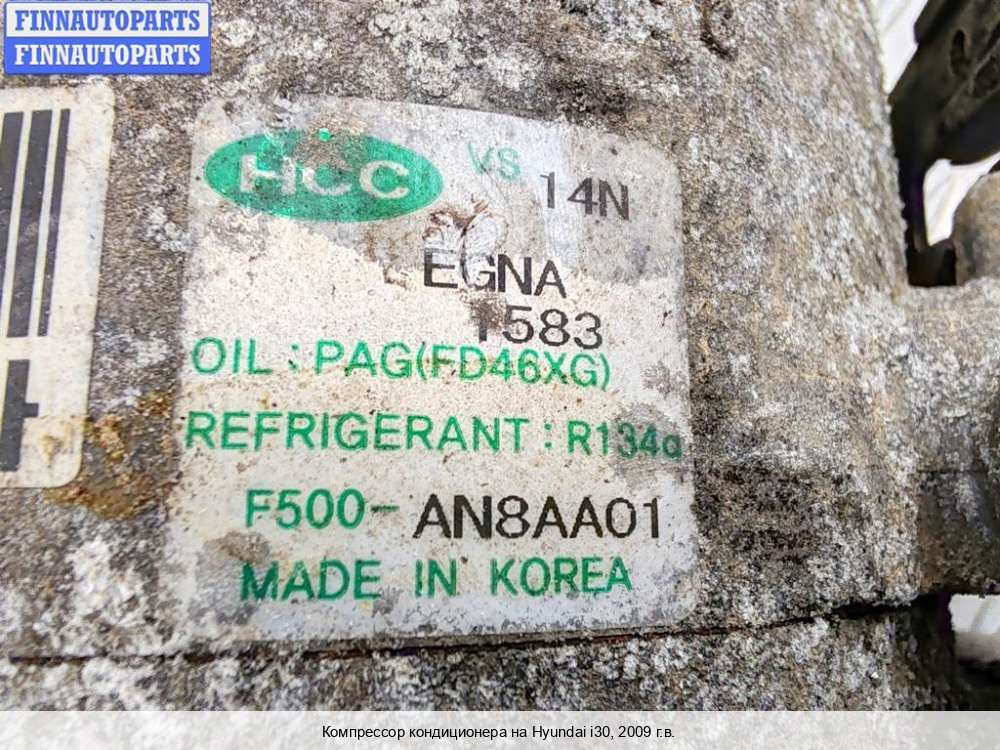 FINNAUTOPARTS
FINNAUTOPARTS
HCC VS 14N
EGNA
1583
OIL : PAG(FD46XG)
REFRIGERANT : R134a
F500- AN8AA01
MADE IN KOREA
Компрессор кондиционера на Hyundai i30, 2009 г.в.